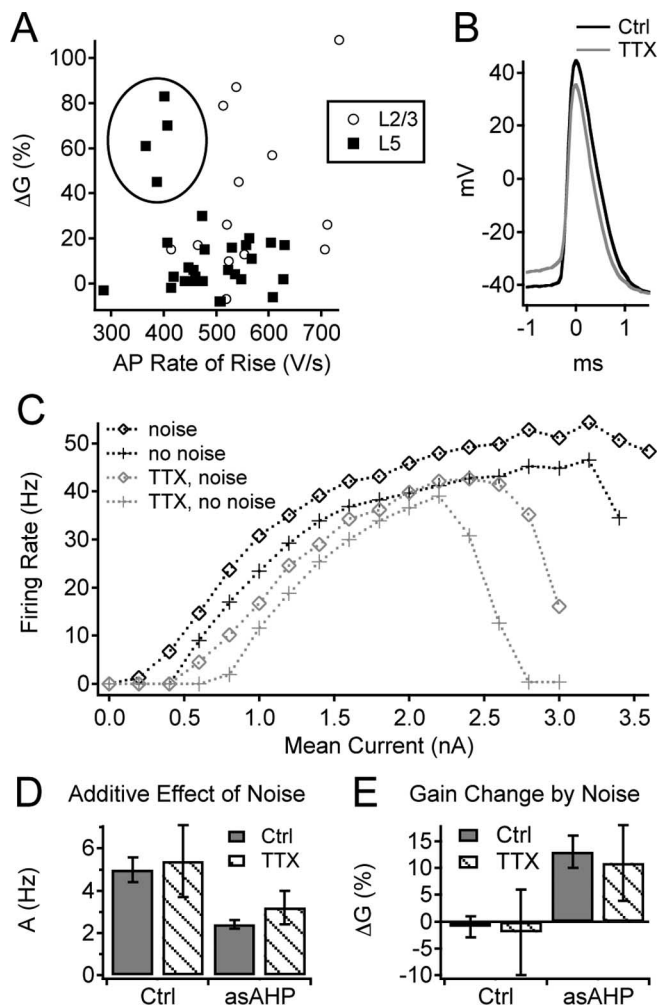 A
100
80
60
40
20
0
ΔG (%)
300 400 500 600 700
AP Rate of Rise (V/s)
L2/3
L5
B
Ctrl
TTX
40
0
-40
mV
-1 0 1
ms
C
noise
no noise
TTX, noise
TTX, no noise
50
40
30
20
10
0
Firing Rate (Hz)
0.0 0.5 1.0 1.5 2.0 2.5 3.0 3.5
Mean Current (nA)
D Additive Effect of Noise
Ctrl
TTX
6
4
2
0
A (Hz)
Ctrl asAHP
E Gain Change by Noise
Ctrl
TTX
15
10
5
0
-5
-10
ΔG (%)
Ctrl asAHP